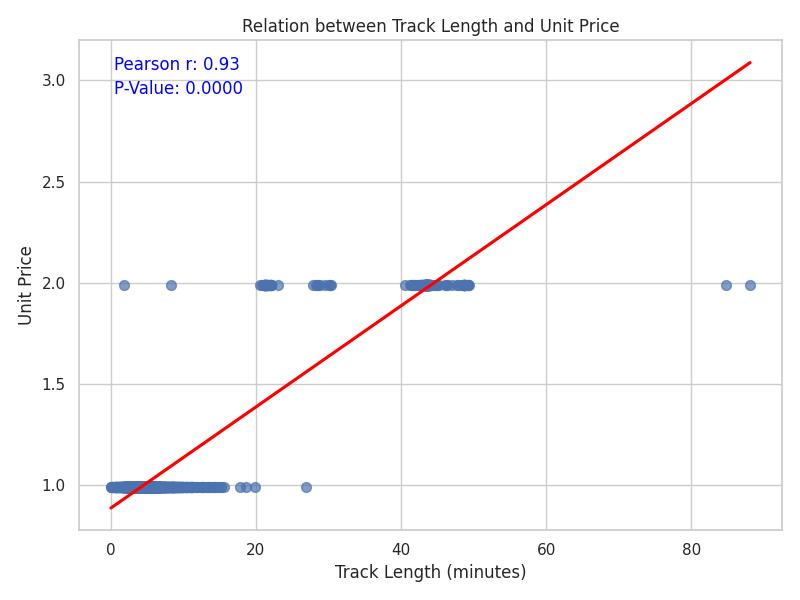 Relation between Track Length and Unit Price
Pearson r: 0.93
P-Value: 0.0000
3.0
2.5
2.0
1.5
1.0
Unit Price
0 20 40 60 80
Track Length (minutes)